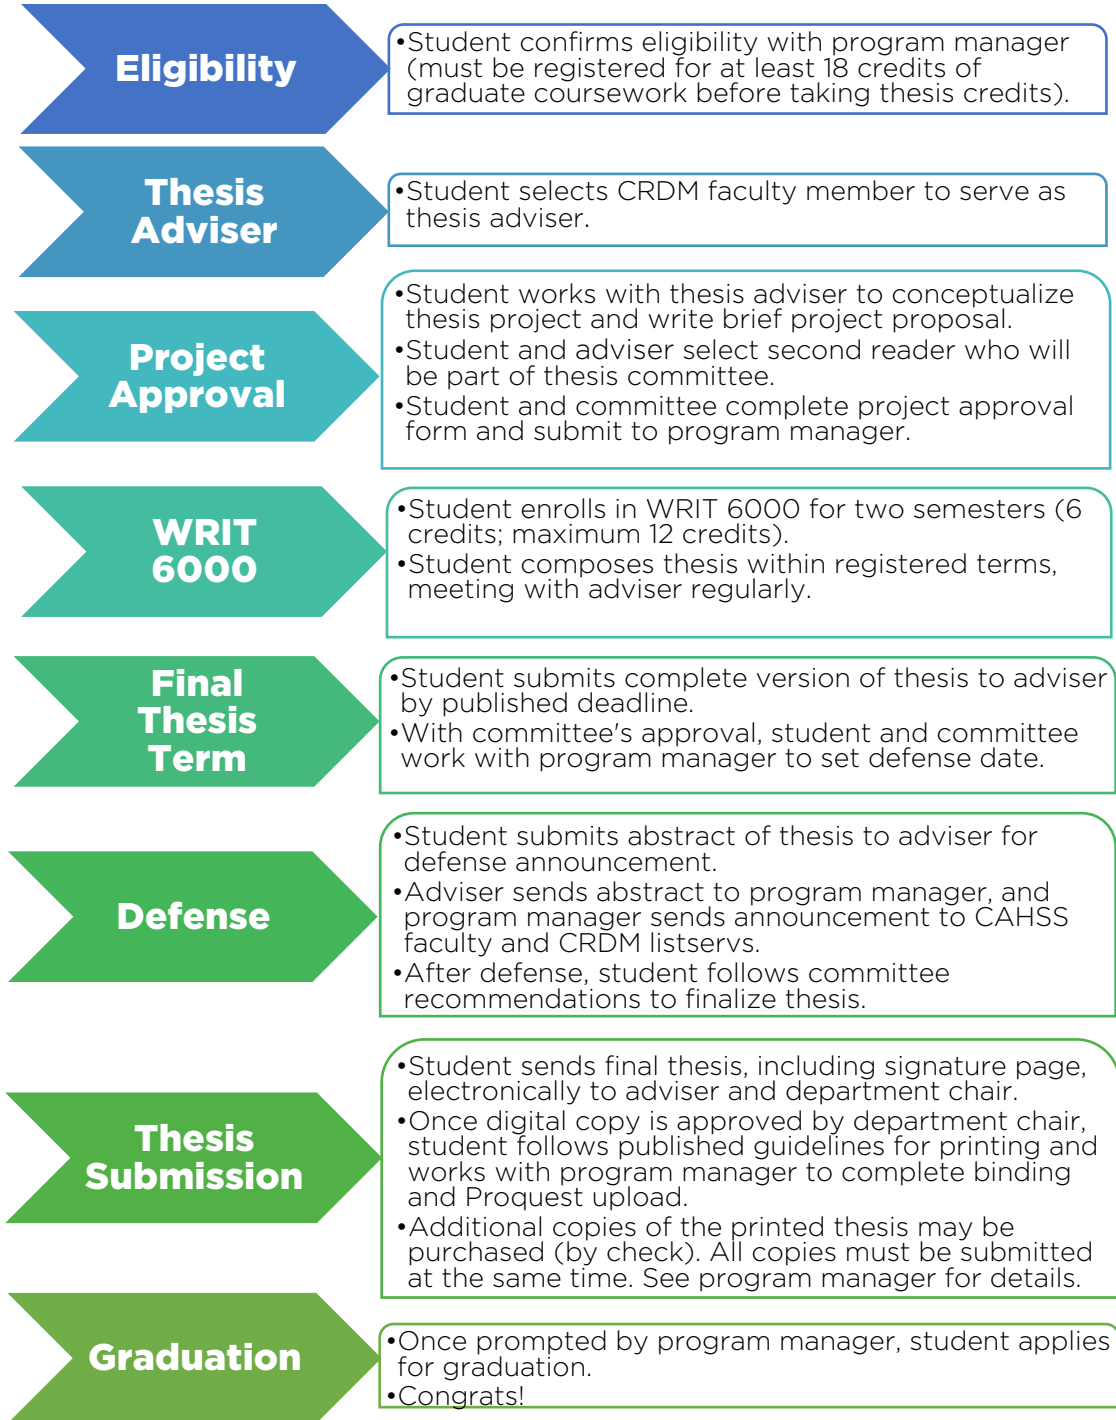 Eligibility
•Student confirms eligibility with program manager
(must be registered for at least 18 credits of
graduate coursework before taking thesis credits).
Thesis
Adviser
•Student selects CRDM faculty member to serve as
thesis adviser.
Project
Approval
•Student works with thesis adviser to conceptualize
thesis project and write brief project proposal.
•Student and adviser select second reader who will
be part of thesis committee.
•Student and committee complete project approval
form and submit to program manager.
WRIT
6000
•Student enrolls in WRIT 6000 for two semesters (6
credits; maximum 12 credits).
•Student composes thesis within registered terms,
meeting with adviser regularly.
Final
Thesis
Term
•Student submits complete version of thesis to adviser
by published deadline.
•With committee's approval, student and committee
work with program manager to set defense date.
Defense
•Student submits abstract of thesis to adviser for
defense announcement.
•Adviser sends abstract to program manager, and
program manager sends announcement to CAHSS
faculty and CRDM listservs.
•After defense, student follows committee
recommendations to finalize thesis.
Thesis
Submission
•Student sends final thesis, including signature page,
electronically to adviser and department chair.
•Once digital copy is approved by department chair,
student follows published guidelines for printing and
works with program manager to complete binding
and Proquest upload.
•Additional copies of the printed thesis may be
purchased (by check). All copies must be submitted
at the same time. See program manager for details.
Graduation
•Once prompted by program manager, student applies
for graduation.
•Congrats!